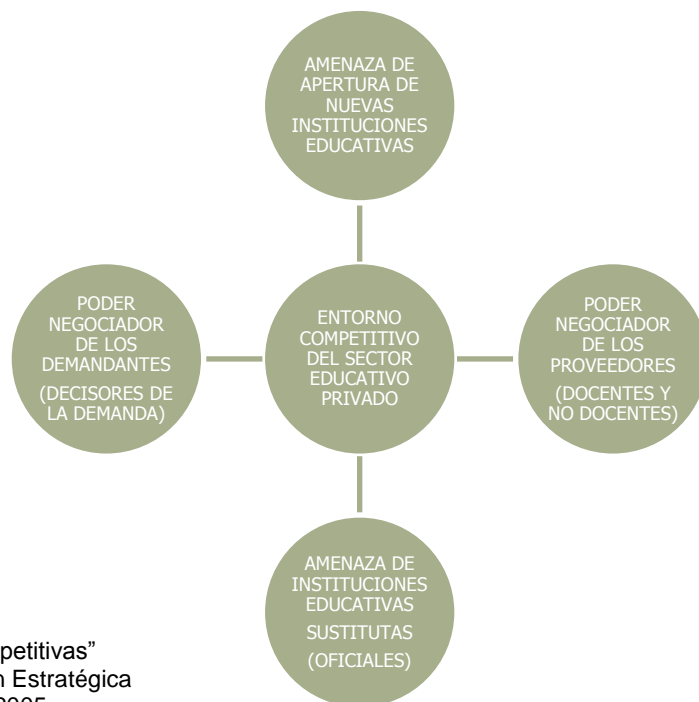 AMENAZA DE
APERTURA DE
NUEVAS
INSTITUCIONES
EDUCATIVAS
PODER
NEGOCIADOR
DE LOS
DEMANDANTES
(DECISORES DE
LA DEMANDA)
ENTORNO
COMPETITIVO
DEL SECTOR
EDUCATIVO
PRIVADO
PODER
NEGOCIADOR
DE LOS
PROVEEDORES
(DOCENTES Y
NO DOCENTES)
AMENAZA DE
INSTITUCIONES
EDUCATIVAS
SUSTITUTAS
(OFICIALES)
petitivas”
n Estratégica
2005